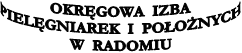 OKRĘGOWA IZBA
PIELĘGNIAREK I POŁOŻNYCH
W RADOMIU